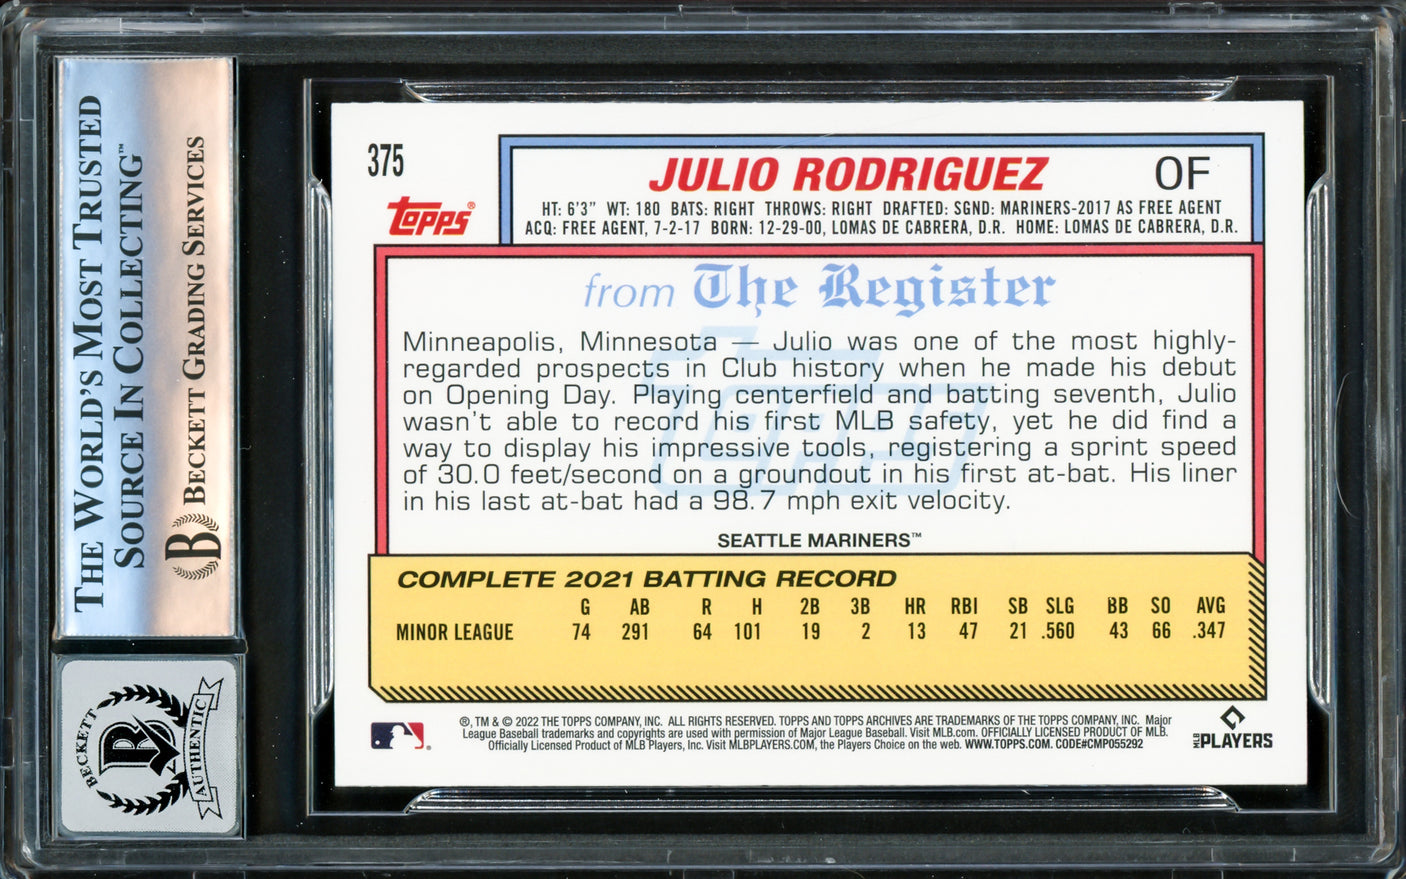 THE WORLD'S MOST TRUSTED
SOURCE IN COLLECTING™
BECKETT GRADING SERVICES
B
BECKETT
BV
AUTHENTIC
375
Topps®
JULIO RODRIGUEZ OF
HT: 6'3" WT: 180 BATS: RIGHT THROWS: RIGHT DRAFTED: SGND: MARINERS-2017 AS FREE AGENT
ACQ: FREE AGENT, 7-2-17 BORN: 12-29-00, LOMAS DE CABRERA, D.R. HOME: LOMAS DE CABRERA, D.R.
from The Register
Topps
Minneapolis, Minnesota — Julio was one of the most highly-
regarded prospects in Club history when he made his debut
on Opening Day. Playing centerfield and batting seventh, Julio
wasn't able to record his first MLB safety, yet he did find a
way to display his impressive tools, registering a sprint speed
of 30.0 feet/second on a groundout in his first at-bat. His liner
in his last at-bat had a 98.7 mph exit velocity.
SEATTLE MARINERS™
COMPLETE 2021 BATTING RECORD
G AB R H 2B 3B HR RBI SB SLG BB SO AVG
MINOR LEAGUE 74 291 64 101 19 2 13 47 21 .560 43 66 .347
®, TM & © 2022 THE TOPPS COMPANY, INC. ALL RIGHTS RESERVED. TOPPS AND TOPPS ARCHIVES ARE TRADEMARKS OF THE TOPPS COMPANY, INC. Major
League Baseball trademarks and copyrights are used with permission of Major League Baseball. Visit MLB.com. OFFICIALLY LICENSED PRODUCT OF MLB.
Officially Licensed Product of MLB Players, Inc. Visit MLBPLAYERS.COM, the Players Choice on the web. WWW.TOPPS.COM. CODE#CMP055292
MLB PLAYERS